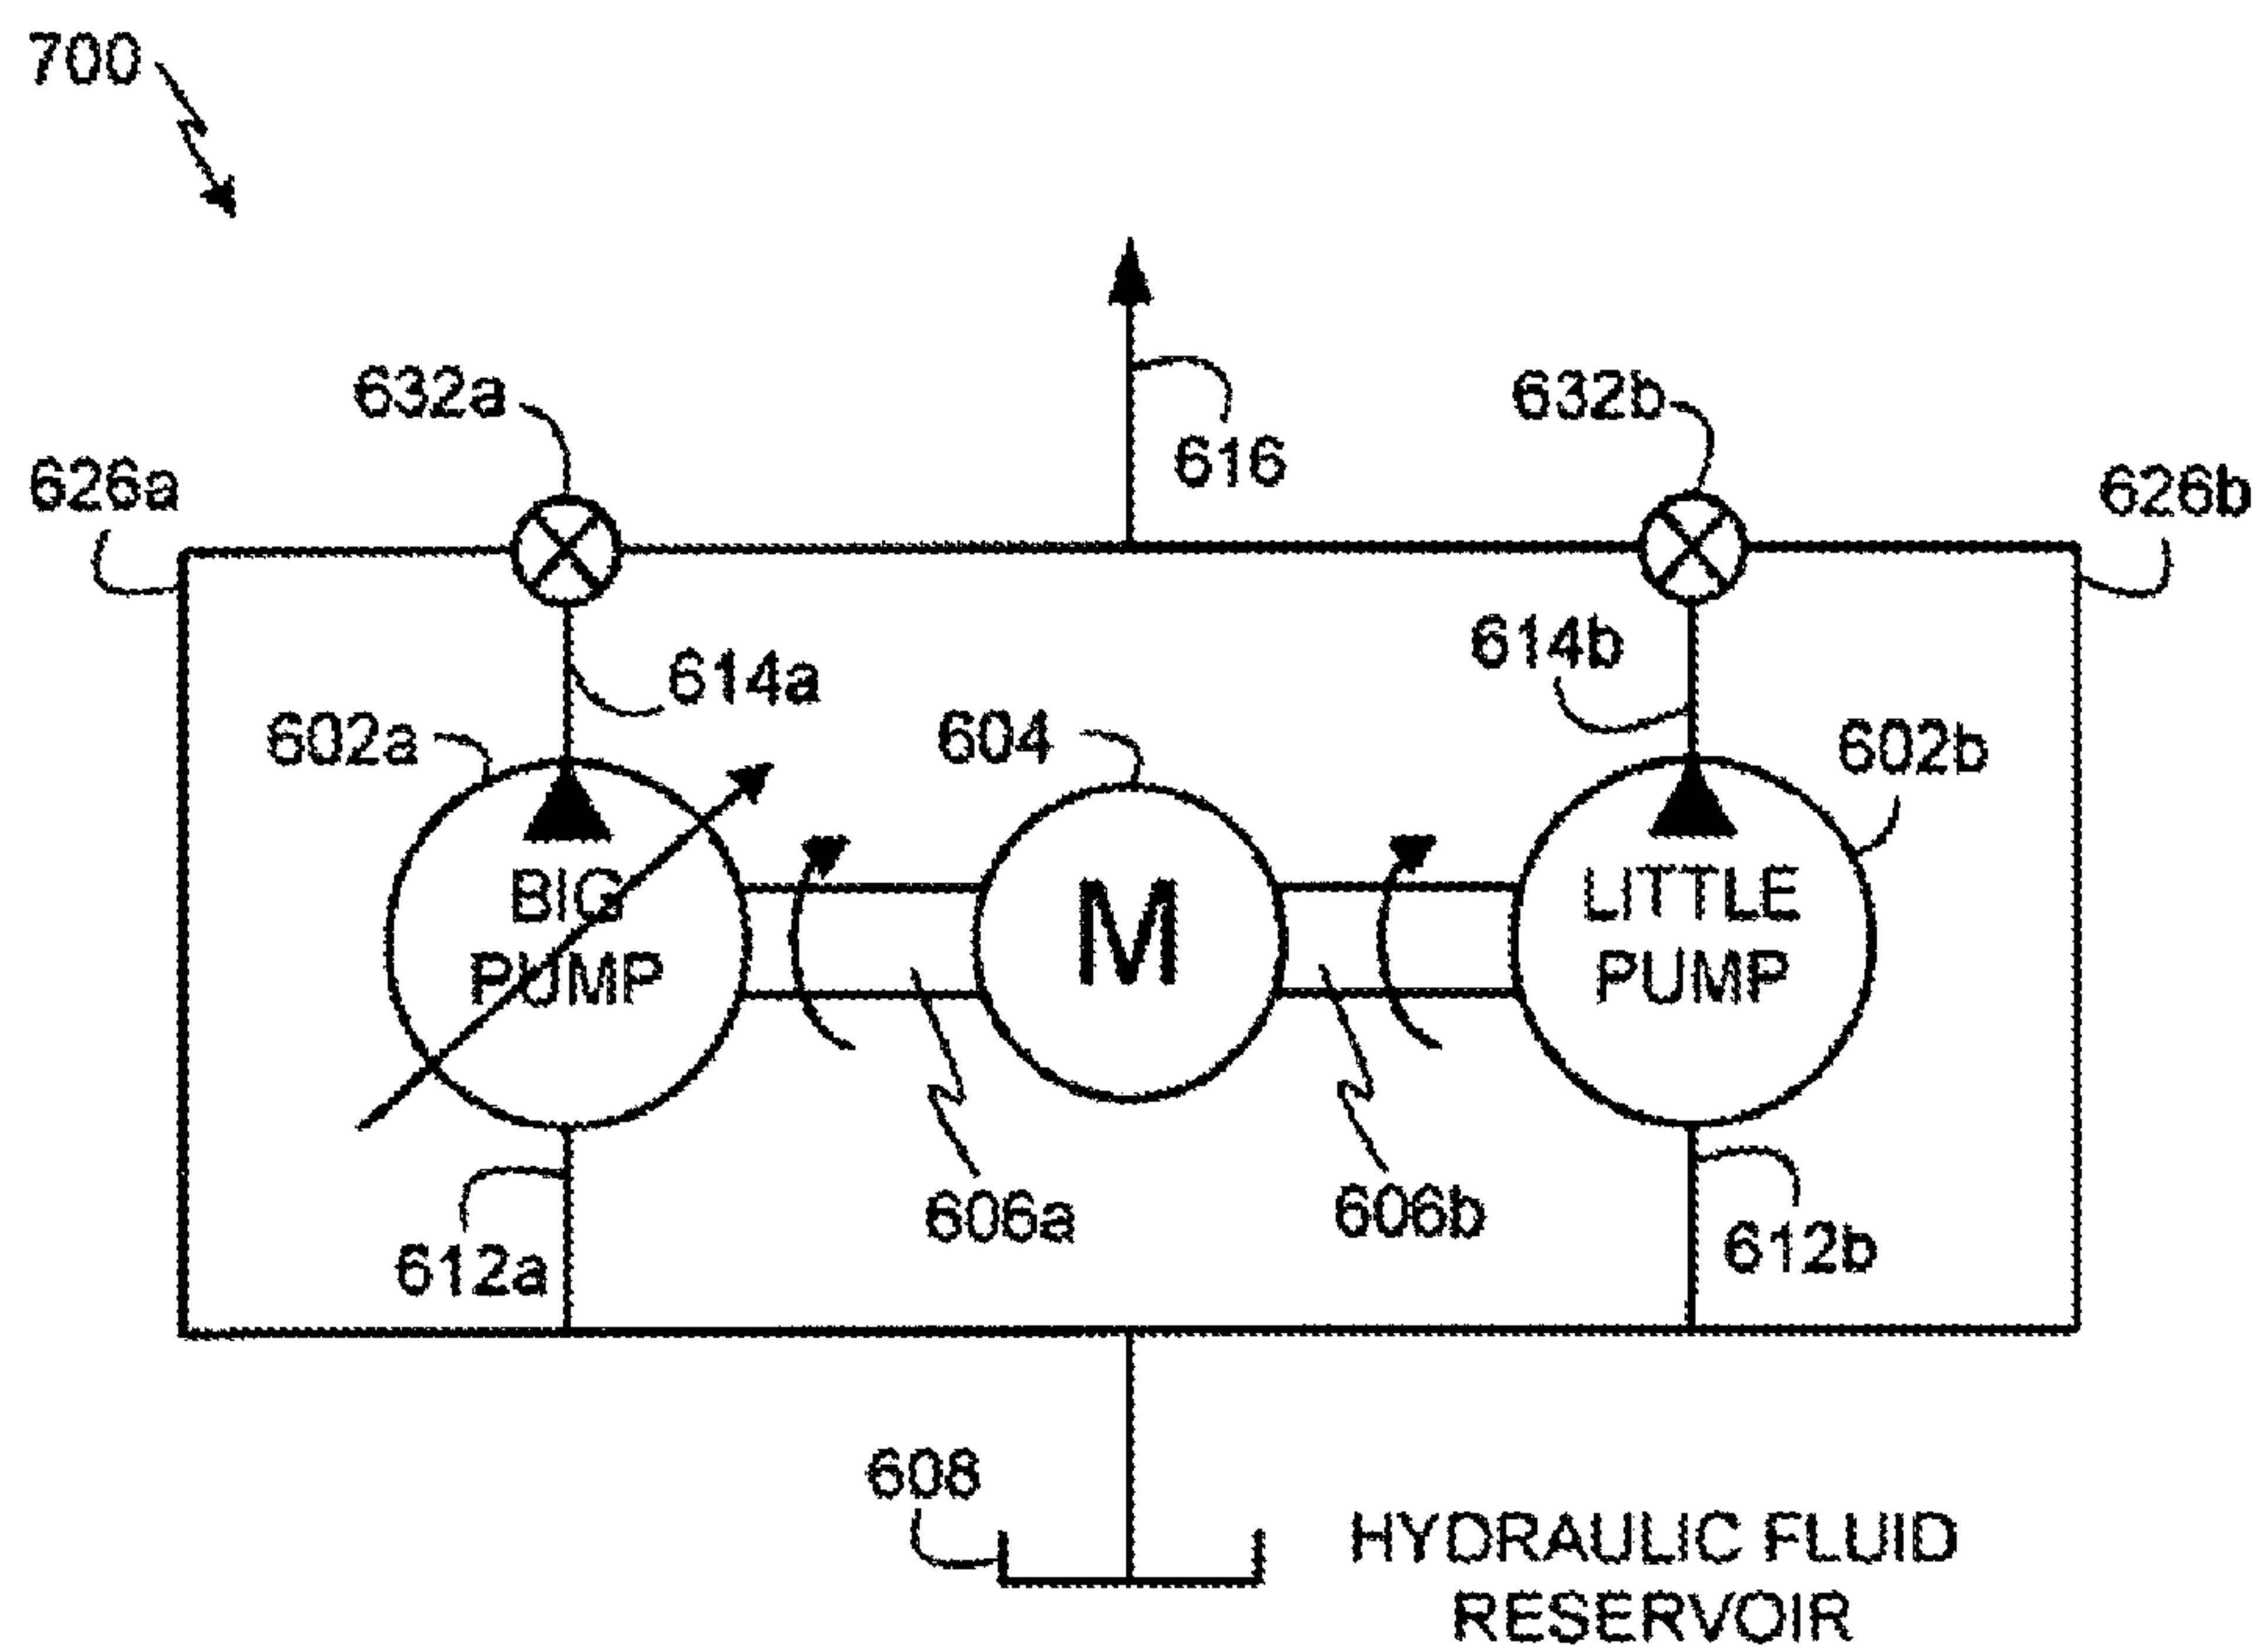 700
632a
632b
616
626a
626b
614a
614b
602a
604
602b
BIG
PUMP
M
LITTLE
PUMP
606a
606b
612a
612b
608
HYDRAULIC FLUID
RESERVOIR